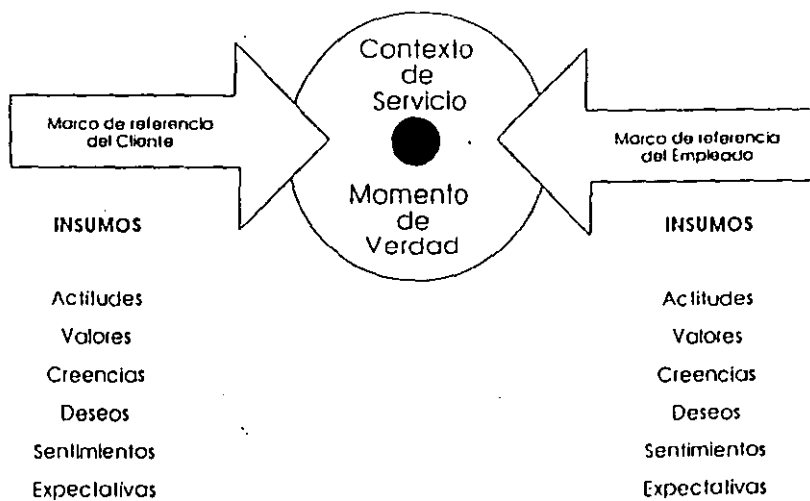 Contexto
de
Servicio
Momento
de
Verdad
Marco de referencia
del Cliente
INSUMOS
Actitudes
Valores
Creencias
Deseos
Sentimientos
Expectativas
Marco de referencia
del Empleado
INSUMOS
Actitudes
Valores
Creencias
Deseos
Sentimientos
Expectativas